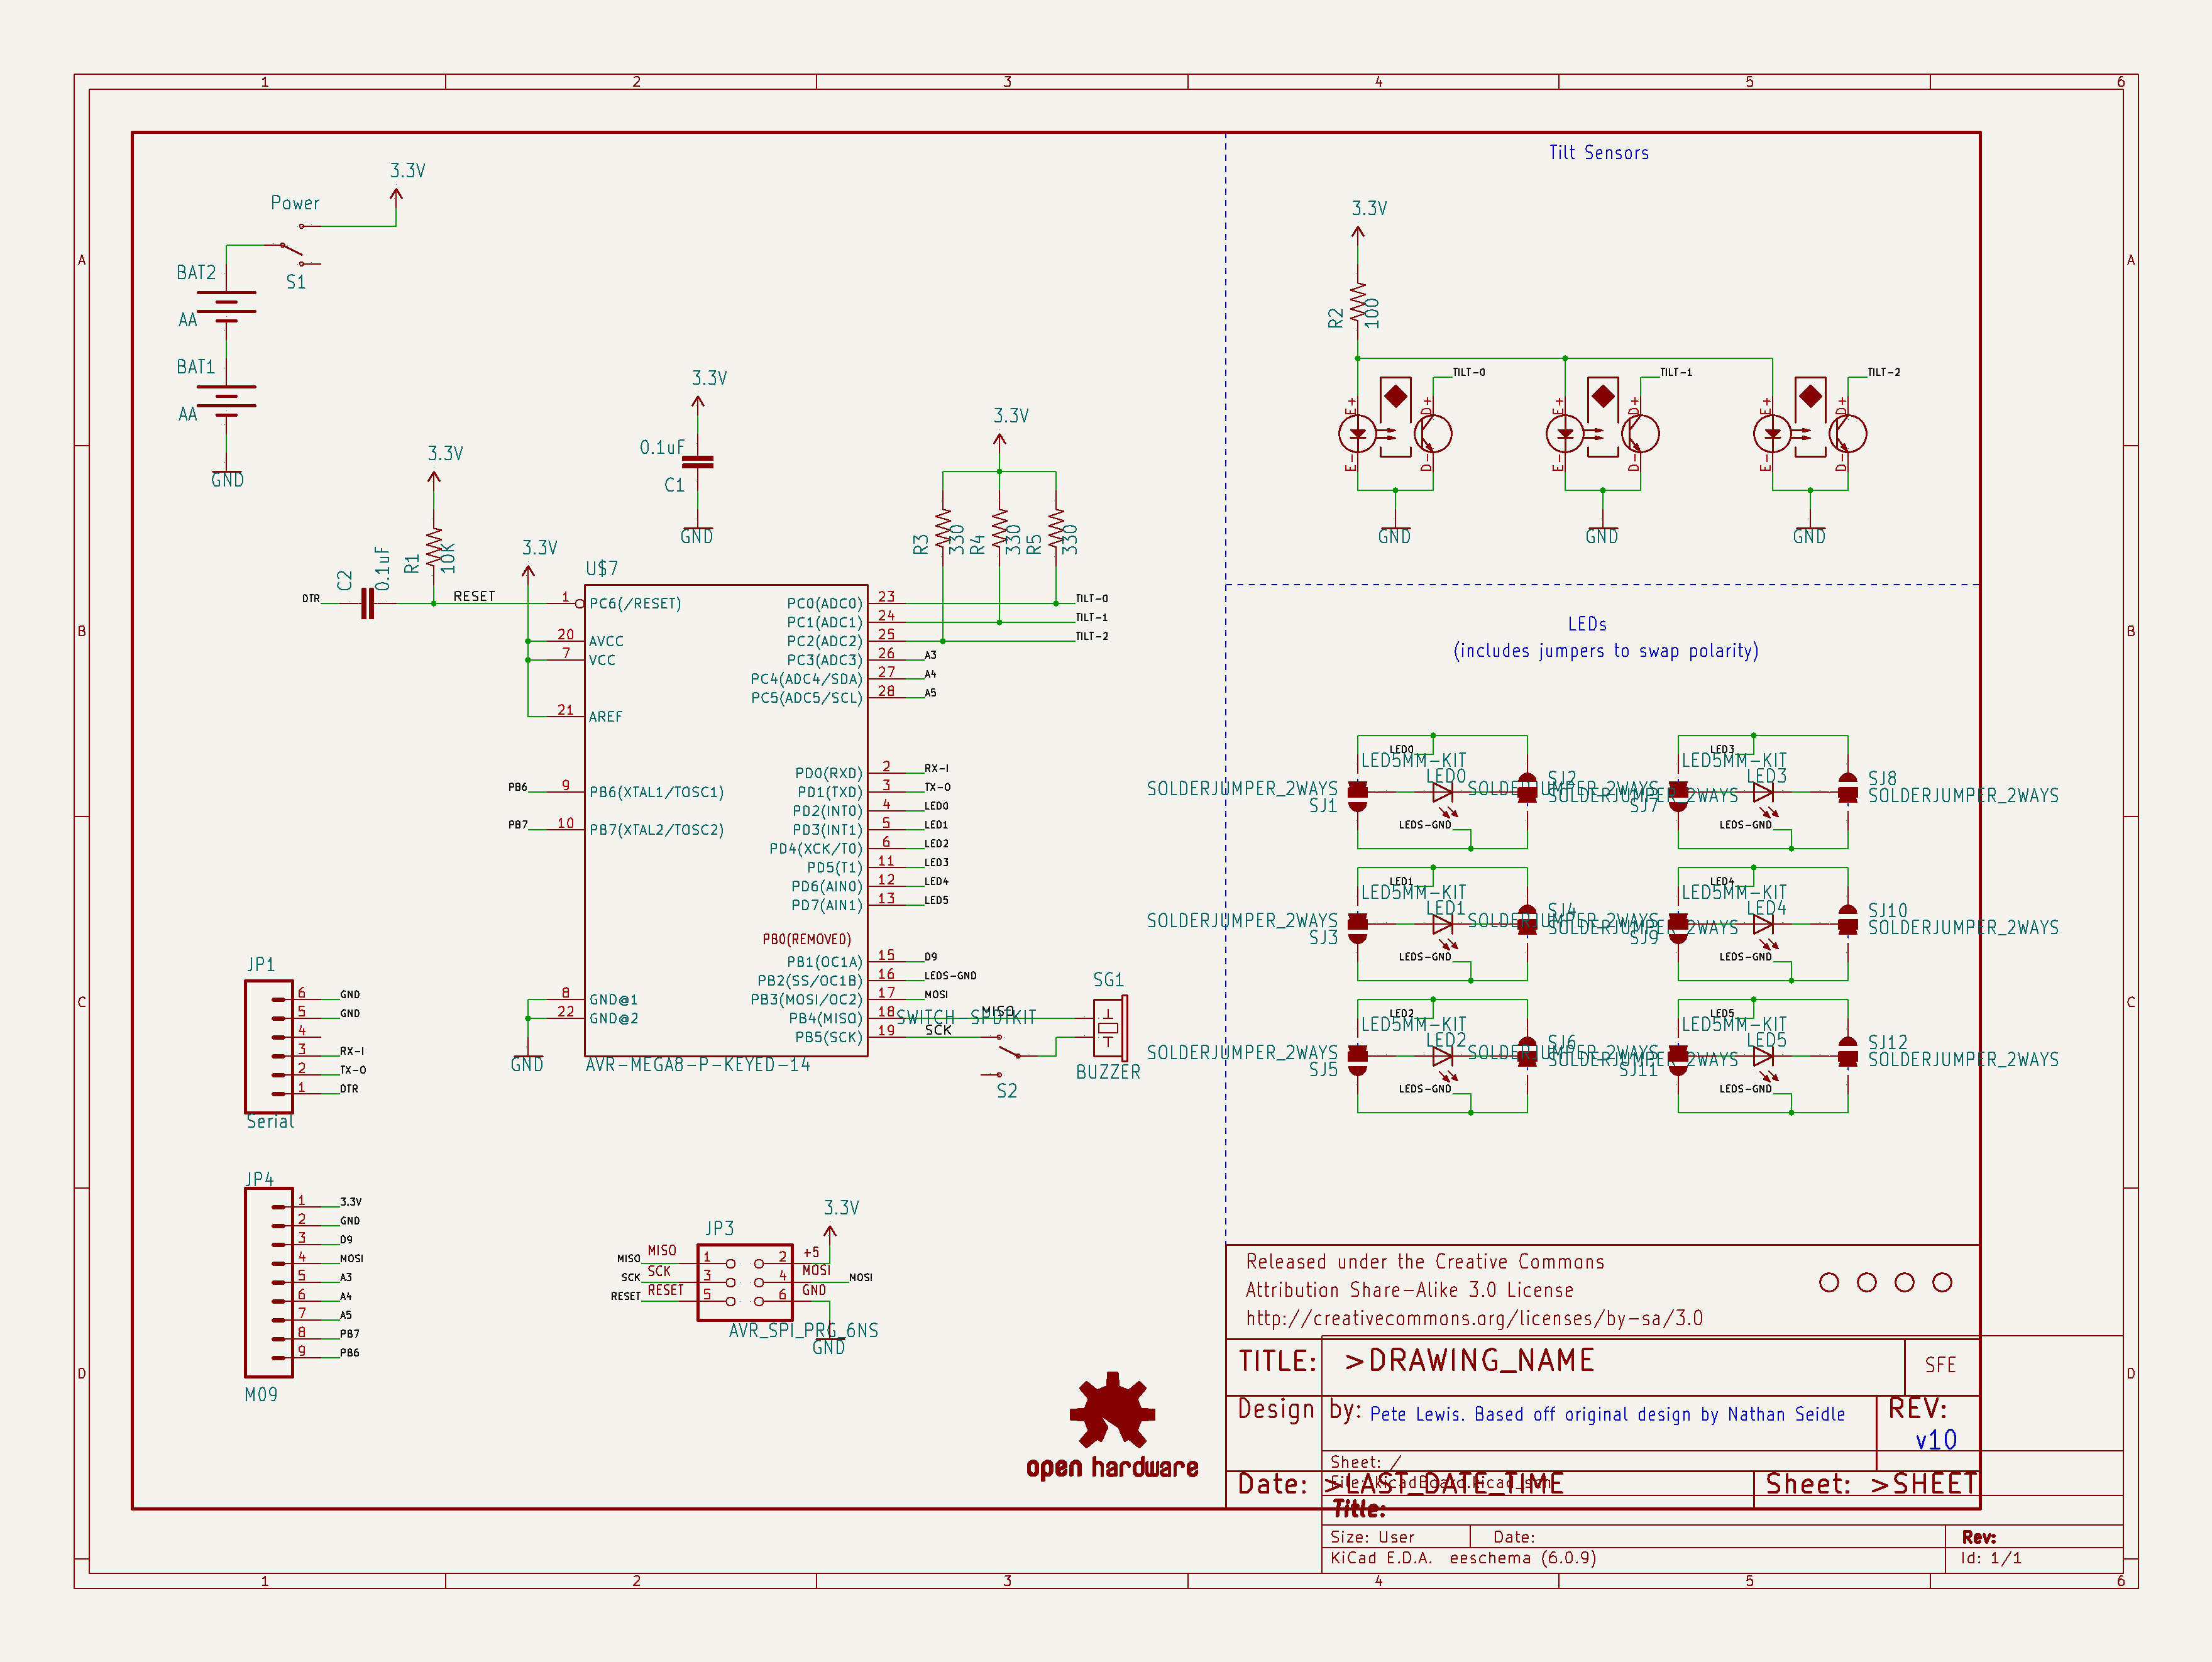 1 2 3 4 5 6
A
B
C
D
A
B
C
D
1 2 3 4 5 6
3.3V
Power
S1
BAT2
AA
BAT1
AA
GND
3.3V
0.1uF
C1
GND
3.3V
R1
10K
C2
0.1uF
DTR
RESET
3.3V
3.3V
R3
330
R4
330
R5
330
U$7
1 PC6(/RESET)
20 AVCC
7 VCC
21 AREF
PB6 9 PB6(XTAL1/TOSC1)
PB7 10 PB7(XTAL2/TOSC2)
8 GND@1
22 GND@2
GND
PC0(ADC0) 23 TILT-0
PC1(ADC1) 24 TILT-1
PC2(ADC2) 25 TILT-2
PC3(ADC3) 26 A3
PC4(ADC4/SDA) 27 A4
PC5(ADC5/SCL) 28 A5
PD0(RXD) 2 RX-I
PD1(TXD) 3 TX-O
PD2(INT0) 4 LED0
PD3(INT1) 5 LED1
PD4(XCK/T0) 6 LED2
PD5(T1) 11 LED3
PD6(AIN0) 12 LED4
PD7(AIN1) 13 LED5
PB0(REMOVED)
PB1(OC1A) 15 D9
PB2(SS/OC1B) 16 LEDS-GND
PB3(MOSI/OC2) 17 MOSI
PB4(MISO) 18 MISO
PB5(SCK) 19 SCK
AVR-MEGA8-P-KEYED-14
S2
SG1
BUZZER
JP1
6 GND
5 GND
4
3 RX-I
2 TX-O
1 DTR
Serial
JP4
1 3.3V
2 GND
3 D9
4 MOSI
5 A3
6 A4
7 A5
8 PB7
9 PB6
M09
JP3
3.3V
MISO MISO 1 2 +5
SCK SCK 3 4 MOSI MOSI
RESET RESET 5 6 GND
AVR_SPI_PRG_6NS
GND
open hardware
Tilt Sensors
3.3V
R2
100
TILT-0
TILT-1
TILT-2
E+ D+ E+ D+ E+ D+
E- D- E- D- E- D-
GND
GND
GND
LEDs
(includes jumpers to swap polarity)
LED0
LED5MM-KIT
LED0
SOLDERJUMPER_2WAYS
SJ1
SJ2
SOLDERJUMPER_2WAYS
LEDS-GND
LED3
LED5MM-KIT
LED3
SOLDERJUMPER_2WAYS
SJ7
SJ8
SOLDERJUMPER_2WAYS
LEDS-GND
LED1
LED5MM-KIT
LED1
SOLDERJUMPER_2WAYS
SJ3
SJ4
SOLDERJUMPER_2WAYS
LEDS-GND
LED4
LED5MM-KIT
LED4
SOLDERJUMPER_2WAYS
SJ9
SJ10
SOLDERJUMPER_2WAYS
LEDS-GND
LED2
LED5MM-KIT
LED2
SOLDERJUMPER_2WAYS
SJ5
SJ6
SOLDERJUMPER_2WAYS
LEDS-GND
LED5
LED5MM-KIT
LED5
SOLDERJUMPER_2WAYS
SJ11
SJ12
SOLDERJUMPER_2WAYS
LEDS-GND
Released under the Creative Commons
Attribution Share-Alike 3.0 License
http://creativecommons.org/licenses/by-sa/3.0
TITLE: >DRAWING_NAME
SFE
Design by: Pete Lewis. Based off original design by Nathan Seidle
REV:
v10
Sheet: /
Date: >LAST_DATE_TIME
Sheet: >SHEET
Title:
Size: User Date: Rev:
KiCad E.D.A. eeschema (6.0.9) Id: 1/1